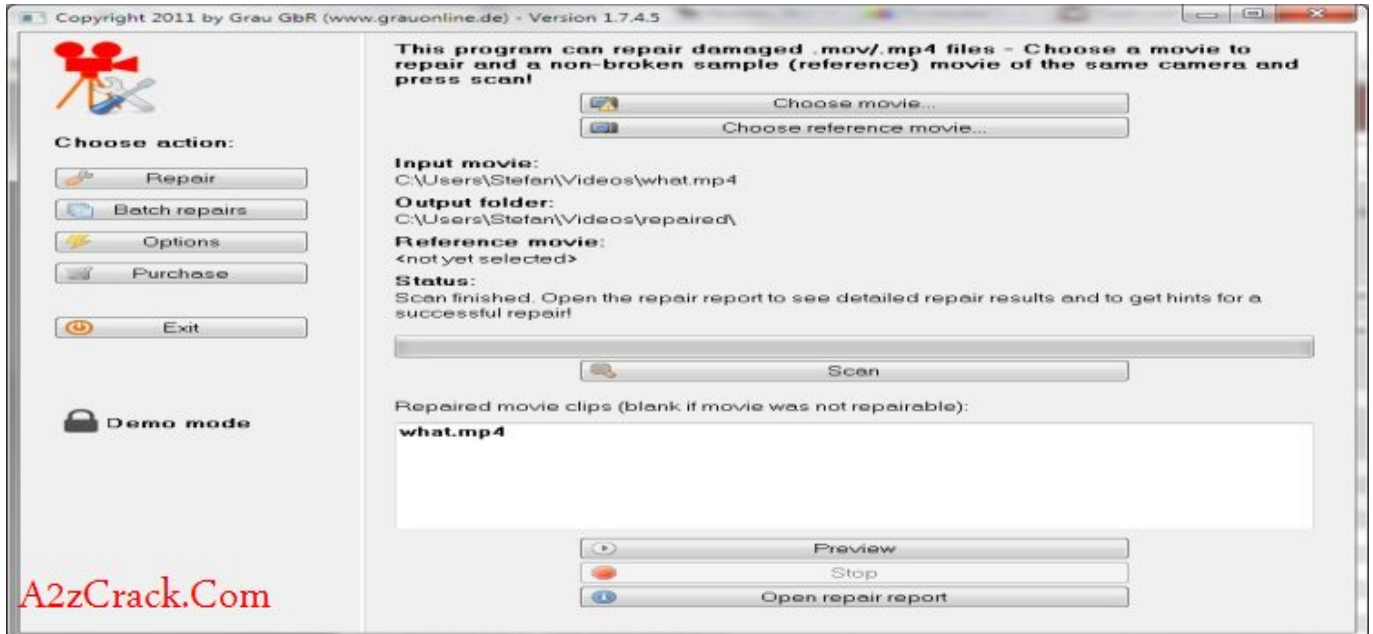 Copyright 2011 by Grau GbR (www.grauonline.de) - Version 1.7.4.5
Choose action:
Repair
Batch repairs
Options
Purchase
Exit
Demo mode
This program can repair damaged .mov/.mp4 files - Choose a movie to
repair and a non-broken sample (reference) movie of the same camera and
press scan!
Choose movie...
Choose reference movie...
Input movie:
C:\Users\Stefan\Videos\what.mp4
Output folder:
C:\Users\Stefan\Videos\repaired\
Reference movie:
<not yet selected>
Status:
Scan finished. Open the repair report to see detailed repair results and to get hints for a
successful repair!
Scan
Repaired movie clips (blank if movie was not repairable):
what.mp4
Preview
Stop
Open repair report
A2zCrack.Com